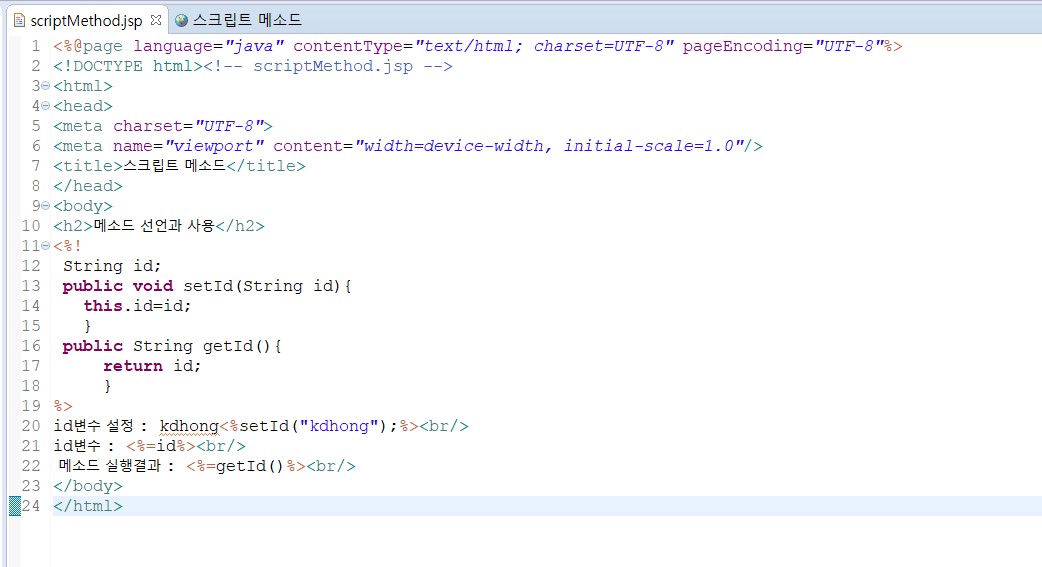 scriptMethod.jsp 스크립트 메소드
1 <%@page language="java" contentType="text/html; charset=UTF-8" pageEncoding="UTF-8"%>
2 <!DOCTYPE html><!-- scriptMethod.jsp -->
3 <html>
4 <head>
5 <meta charset="UTF-8">
6 <meta name="viewport" content="width=device-width, initial-scale=1.0"/>
7 <title>스크립트 메소드</title>
8 </head>
9 <body>
10 <h2>메소드 선언과 사용</h2>
11 <%!
12  String id;
13  public void setId(String id){
14    this.id=id;
15    }
16  public String getId(){
17      return id;
18      }
19 %>
20 id변수 설정 : kdhong<%setId("kdhong");%><br/>
21 id변수 : <%=id%><br/>
22 메소드 실행결과 : <%=getId()%><br/>
23 </body>
24 </html>